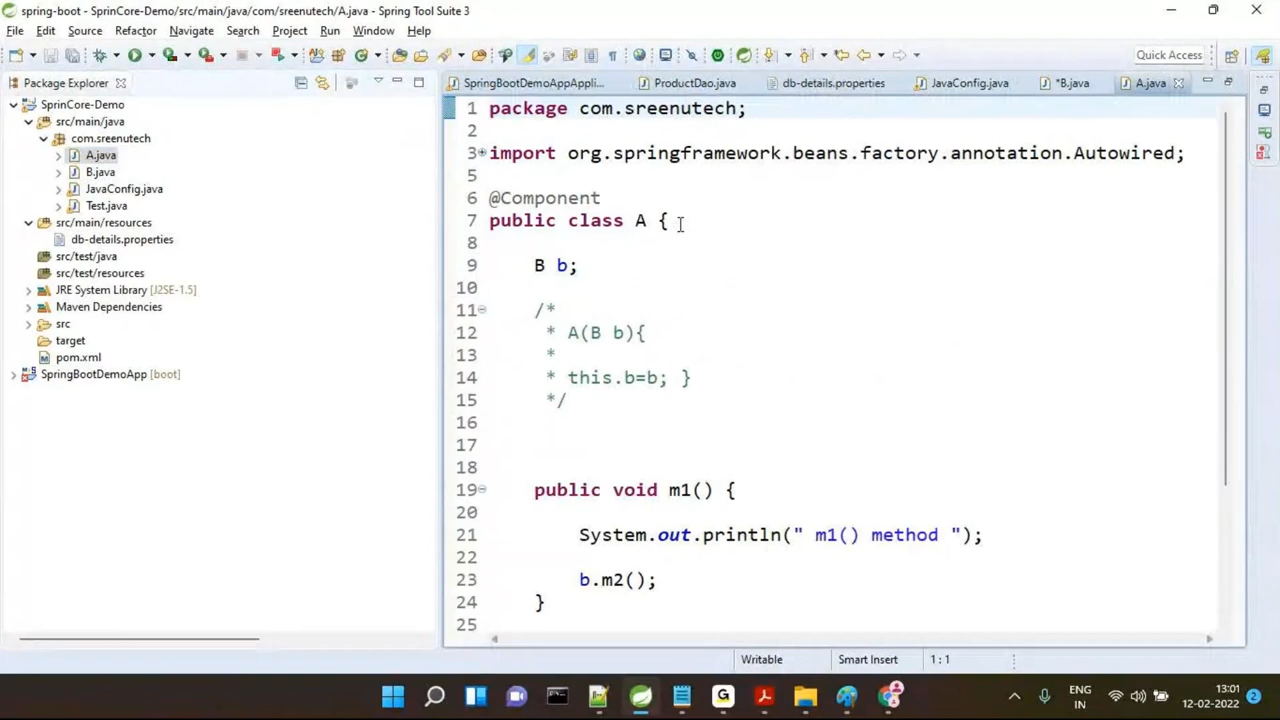 spring-boot - SprinCore-Demo/src/main/java/com/sreenutech/A.java - Spring Tool Suite 3
File Edit Source Refactor Navigate Search Project Run Window Help
Quick Access
Package Explorer
SpringBootDemoAppAppli... ProductDao.java db-details.properties JavaConfig.java *B.java A.java
SprinCore-Demo
src/main/java
com.sreenutech
A.java
B.java
JavaConfig.java
Test.java
src/main/resources
db-details.properties
src/test/java
src/test/resources
JRE System Library [J2SE-1.5]
Maven Dependencies
src
target
pom.xml
SpringBootDemoApp [boot]
1 package com.sreenutech;
2
3 import org.springframework.beans.factory.annotation.Autowired;
5
6 @Component
7 public class A {
8
9 B b;
10
11 /*
12 * A(B b){
13 *
14 * this.b=b; }
15 */
16
17
18
19 public void m1() {
20
21 System.out.println(" m1() method ");
22
23 b.m2();
24 }
25
Writable Smart Insert 1 : 1
ENG
IN
13:01
12-02-2022
2